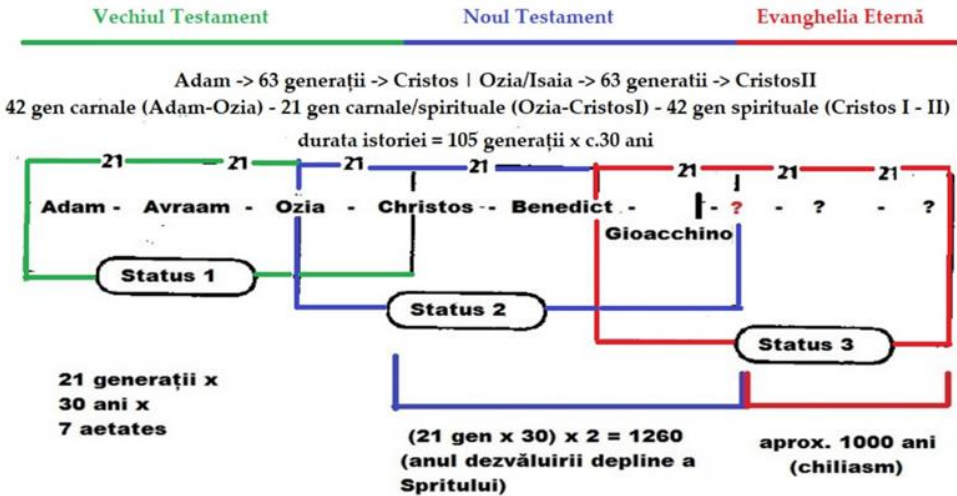 Vechiul Testament Noul Testament Evanghelia Eternă
Adam -> 63 generații -> Cristos | Ozia/Isaia -> 63 generatii -> CristosII
42 gen carnale (Adam-Ozia) - 21 gen carnale/spirituale (Ozia-CristosI) - 42 gen spirituale (Cristos I - II)
durata istoriei = 105 generații x c.30 ani
21 21 21 21 21 21 21
Adam - Avraam - Ozia - Christos - Benedict - | - ? - ? - ?
Gioacchino
Status 1
Status 2
Status 3
21 generații x
30 ani x
7 aetates
(21 gen x 30) x 2 = 1260
(anul dezvăluirii depline a
Spritului)
aprox. 1000 ani
(chiliasm)